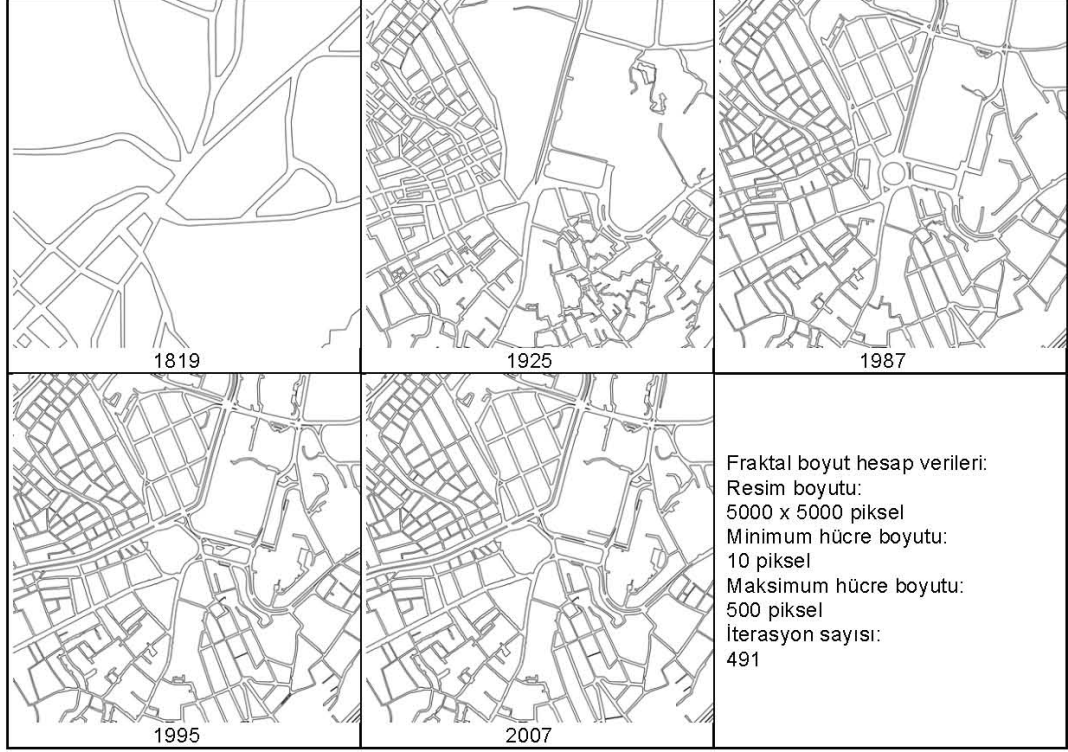 1819
1925
1987
1995
2007
Fraktal boyut hesap verileri:
Resim boyutu:
5000 x 5000 piksel
Minimum hücre boyutu:
10 piksel
Maksimum hücre boyutu:
500 piksel
İterasyon sayısı:
491